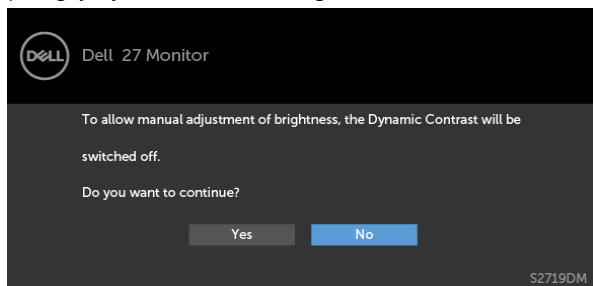 DELL
Dell 27 Monitor
To allow manual adjustment of brightness, the Dynamic Contrast will be
switched off.
Do you want to continue?
Yes No
S2719DM